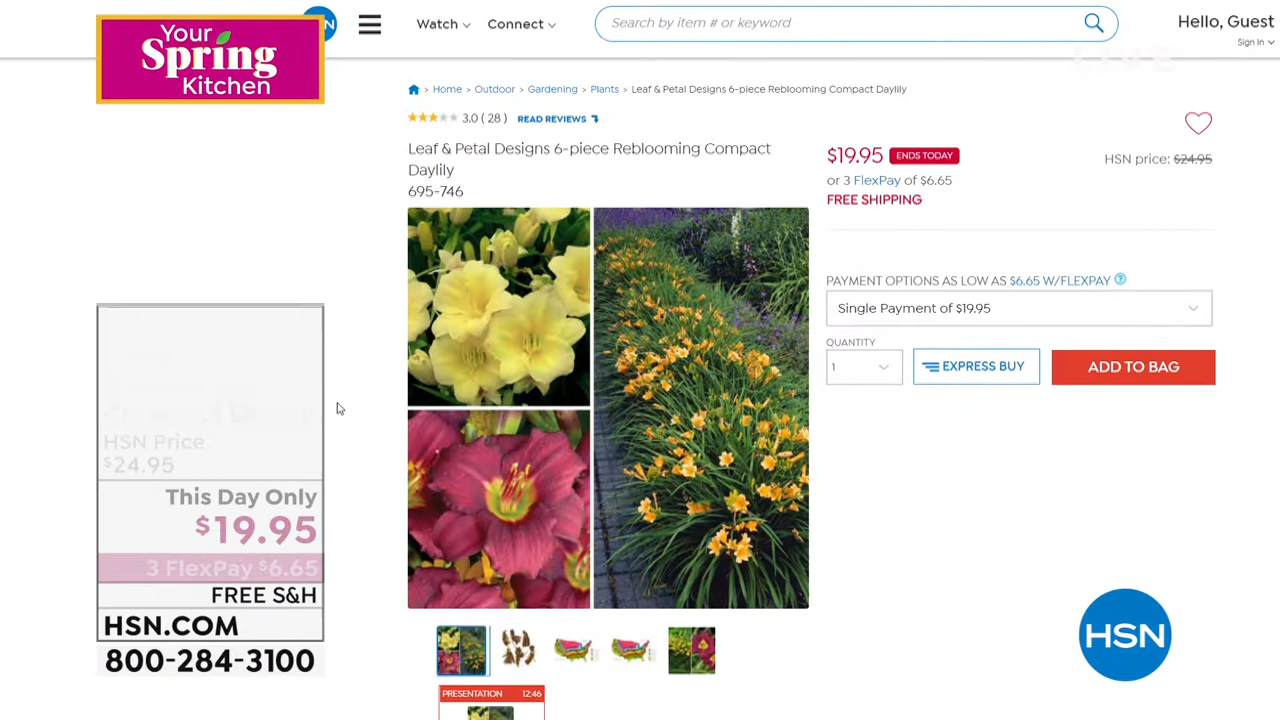 Your
Spring
Kitchen
N
Watch
Connect
Search by item # or keyword
Hello, Guest
Sign In
LIVE
> Home > Outdoor > Gardening > Plants > Leaf & Petal Designs 6-piece Reblooming Compact Daylily
3.0 ( 28 ) READ REVIEWS
Leaf & Petal Designs 6-piece Reblooming Compact
Daylily
695-746
$19.95 ENDS TODAY
HSN price: $24.95
or 3 FlexPay of $6.65
FREE SHIPPING
PAYMENT OPTIONS AS LOW AS $6.65 W/FLEXPAY ?
Single Payment of $19.95
QUANTITY
1
EXPRESS BUY
ADD TO BAG
HSN Price
$24.95
This Day Only
$19.95
3 FlexPay $6.65
FREE S&H
HSN.COM
800-284-3100
HSN
PRESENTATION 12:46